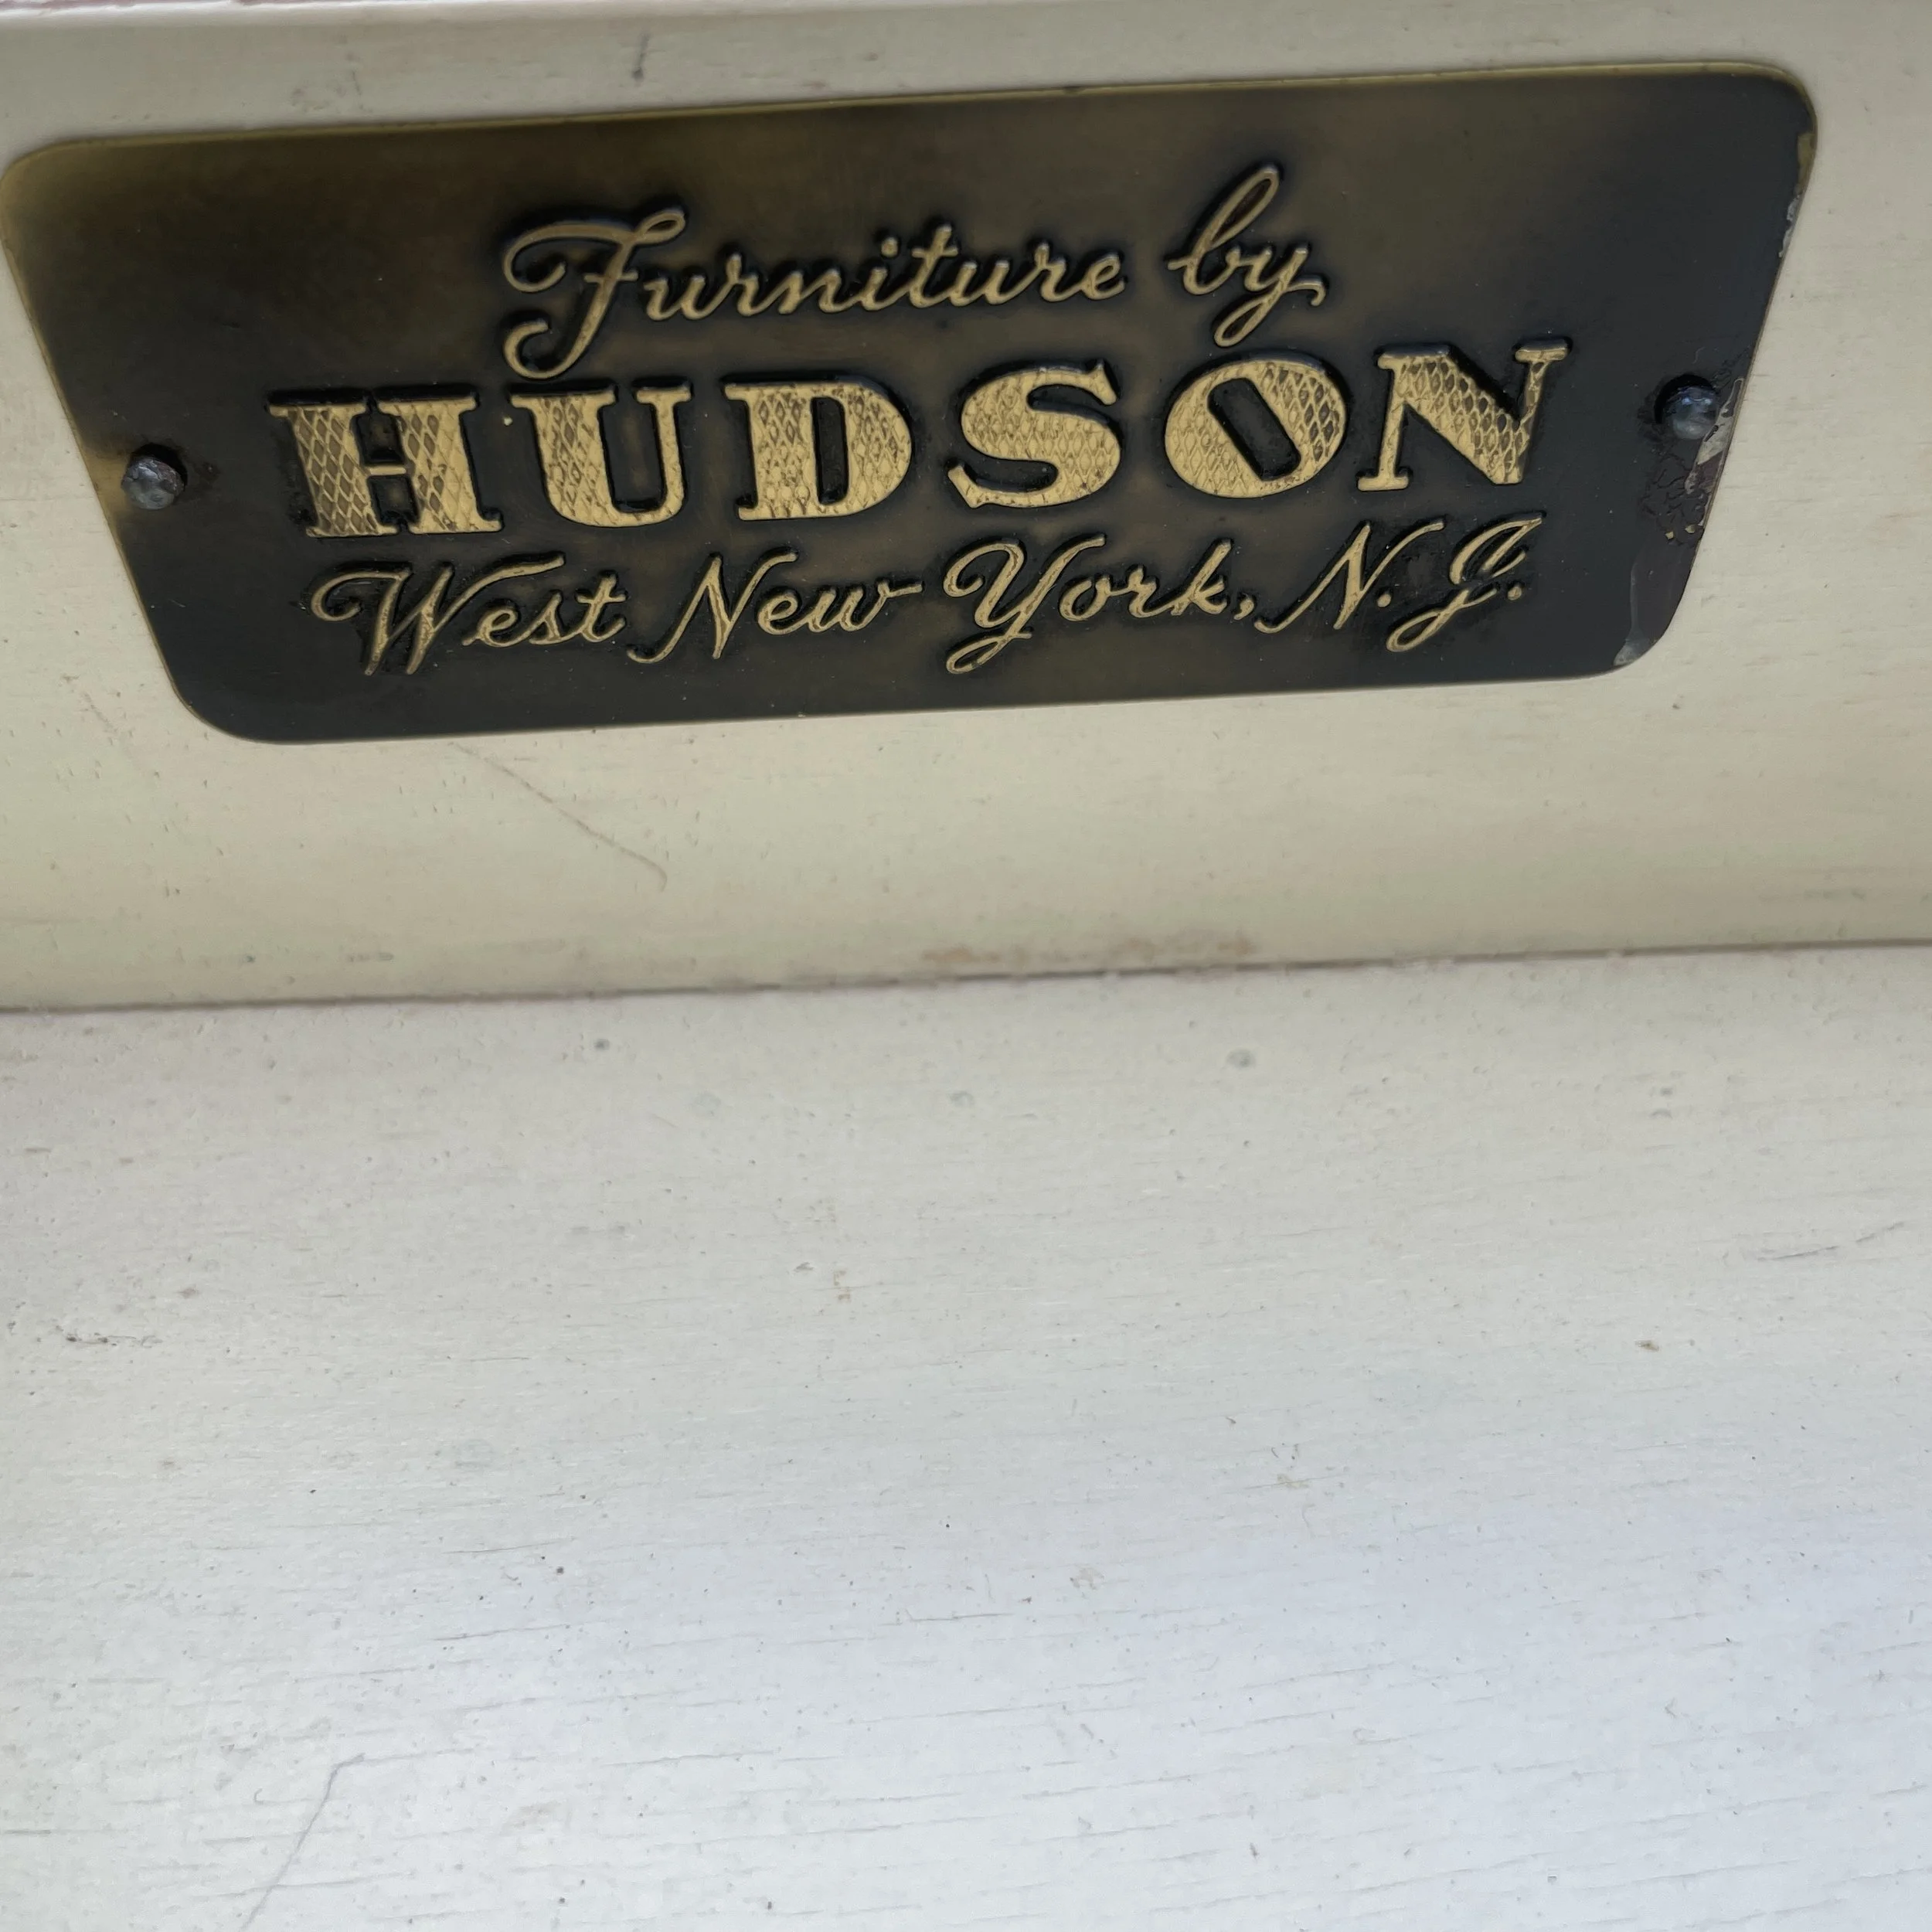 Furniture by
HUDSON
West New York, N.J.